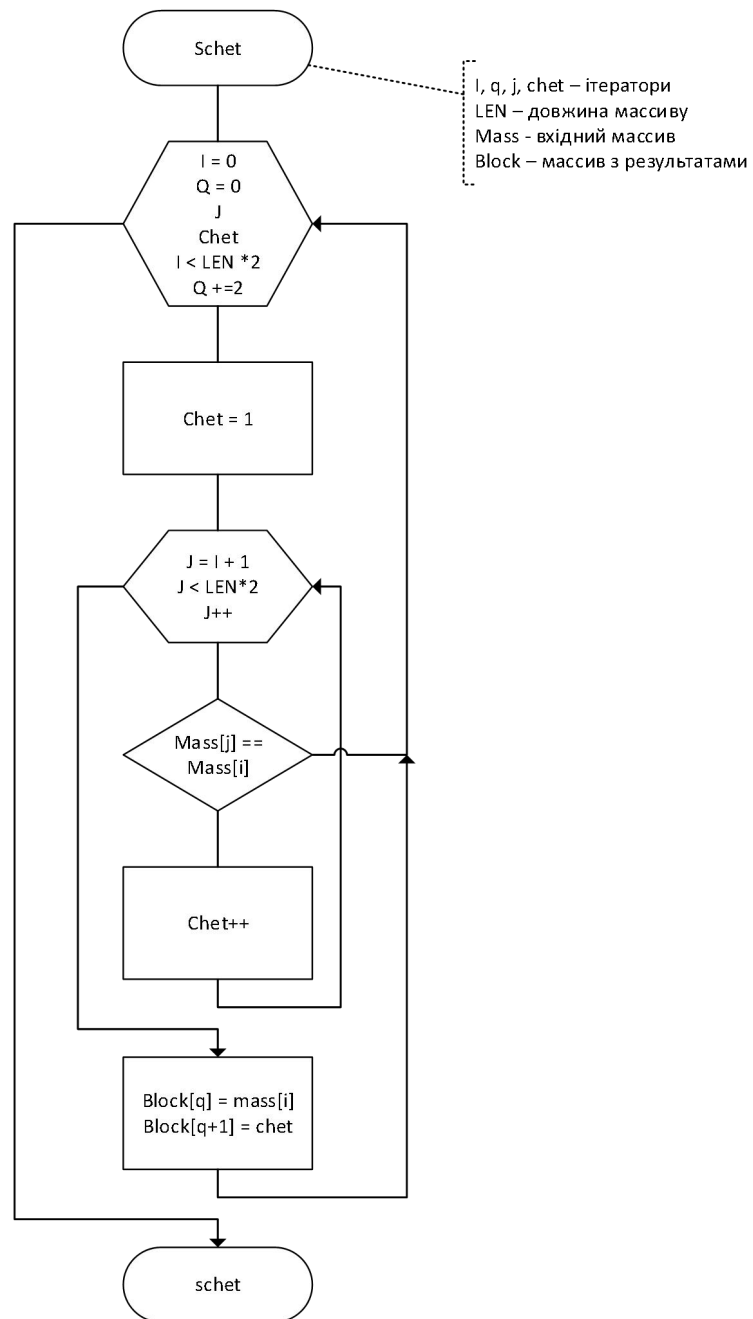 Schet
I, q, j, chet – ітератори
LEN – довжина массиву
Mass - вхідний массив
Block – массив з результатами
I = 0
Q = 0
J
Chet
I < LEN *2
Q +=2
Chet = 1
J = I + 1
J < LEN*2
J++
Mass[j] ==
Mass[i]
Chet++
Block[q] = mass[i]
Block[q+1] = chet
schet